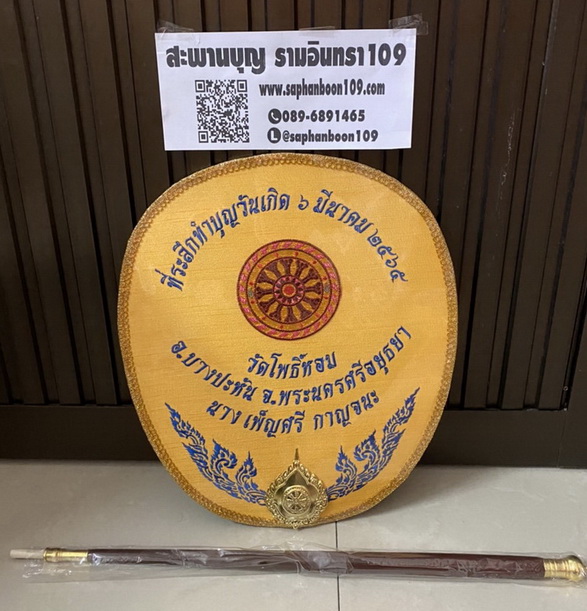 สะพานบุญ รามอินทรา109
www.saphanboon109.com
089-6891465
@saphanboon109
ที่ระลึกทำบุญวันเกิด ๖ มีนาคม ๒๕๖๕
วัดโพธิ์หอม
อ.บางปะหัน จ.พระนครศรีอยุธยา
นาง เพ็ญศรี กาญจนะ